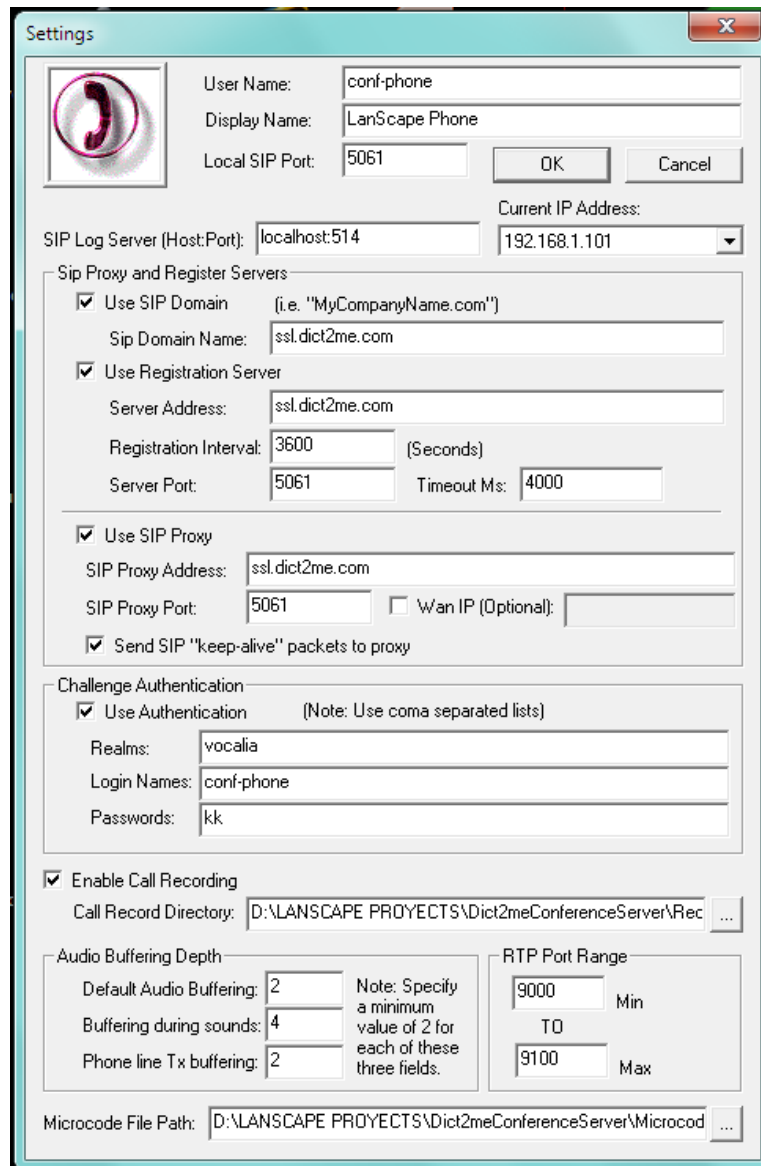 Settings
User Name: conf-phone
Display Name: LanScape Phone
Local SIP Port: 5061 OK Cancel
Current IP Address:
SIP Log Server (Host:Port): localhost:514 192.168.1.101
Sip Proxy and Register Servers
Use SIP Domain (i.e. "MyCompanyName.com")
Sip Domain Name: ssl.dict2me.com
Use Registration Server
Server Address: ssl.dict2me.com
Registration Interval: 3600 (Seconds)
Server Port: 5061 Timeout Ms: 4000
Use SIP Proxy
SIP Proxy Address: ssl.dict2me.com
SIP Proxy Port: 5061 Wan IP (Optional):
Send SIP "keep-alive" packets to proxy
Challenge Authentication
Use Authentication (Note: Use coma separated lists)
Realms: vocalia
Login Names: conf-phone
Passwords: kk
Enable Call Recording
Call Record Directory: D:\LANSCAPE PROYECTS\Dict2meConferenceServer\Rec ...
Audio Buffering Depth
Default Audio Buffering: 2
Buffering during sounds: 4
Phone line Tx buffering: 2
Note: Specify
a minimum
value of 2 for
each of these
three fields.
RTP Port Range
9000 Min
TO
9100 Max
Microcode File Path: D:\LANSCAPE PROYECTS\Dict2meConferenceServer\Microcod ...